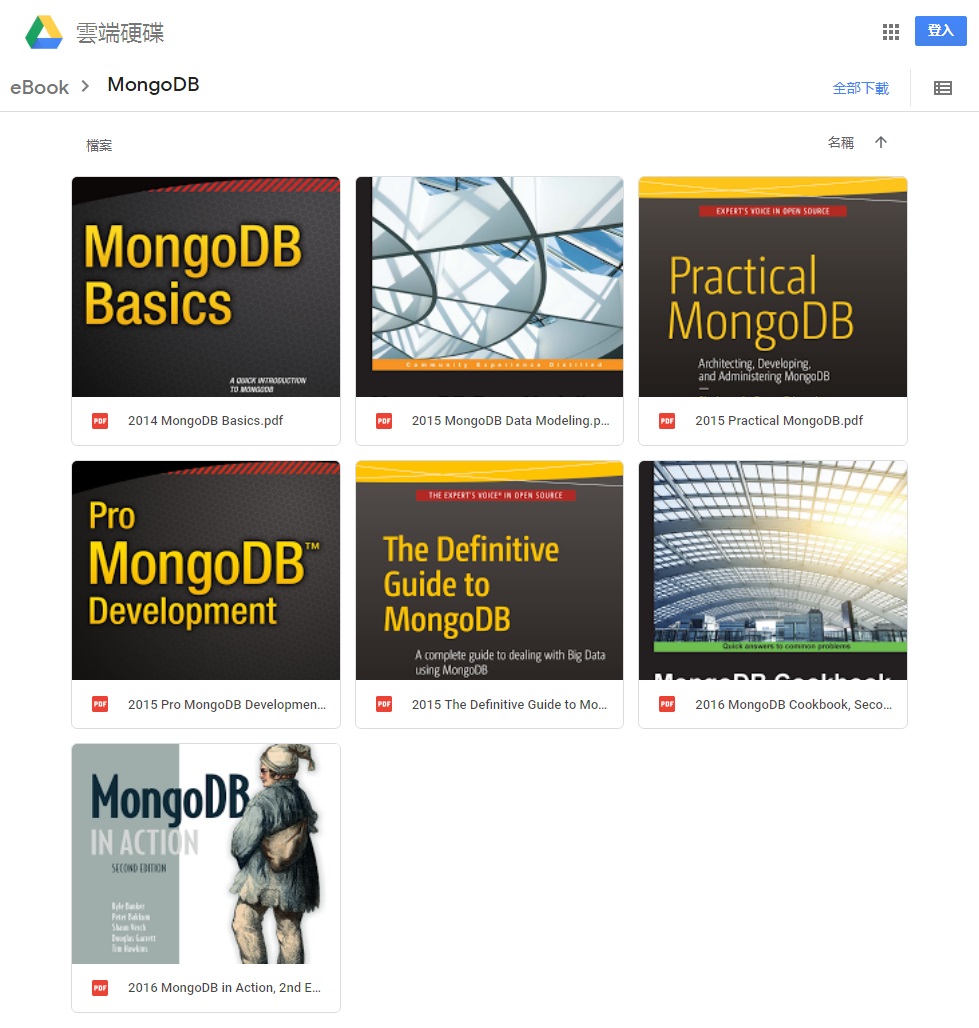 雲端硬碟
登入
eBook
MongoDB
全部下載
檔案
名稱
MongoDB
Basics
A QUICK INTRODUCTION
TO MONGODB
PDF
2014 MongoDB Basics.pdf
Community Experience Distilled
PDF
2015 MongoDB Data Modeling.p...
EXPERT'S VOICE IN OPEN SOURCE
Practical
MongoDB
Architecting, Developing,
and Administering MongoDB
PDF
2015 Practical MongoDB.pdf
Pro
MongoDB™
Development
PDF
2015 Pro MongoDB Developmen...
THE EXPERT'S VOICE® IN OPEN SOURCE
The Definitive
Guide to
MongoDB
A complete guide to dealing with Big Data
using MongoDB
PDF
2015 The Definitive Guide to Mo...
Quick answers to common problems
MongoDB Cookbook
PDF
2016 MongoDB Cookbook, Seco...
MongoDB
IN ACTION
SECOND EDITION
Kyle Banker
Peter Bakkum
Shaun Verch
Douglas Garrett
Tim Hawkins
PDF
2016 MongoDB in Action, 2nd E...